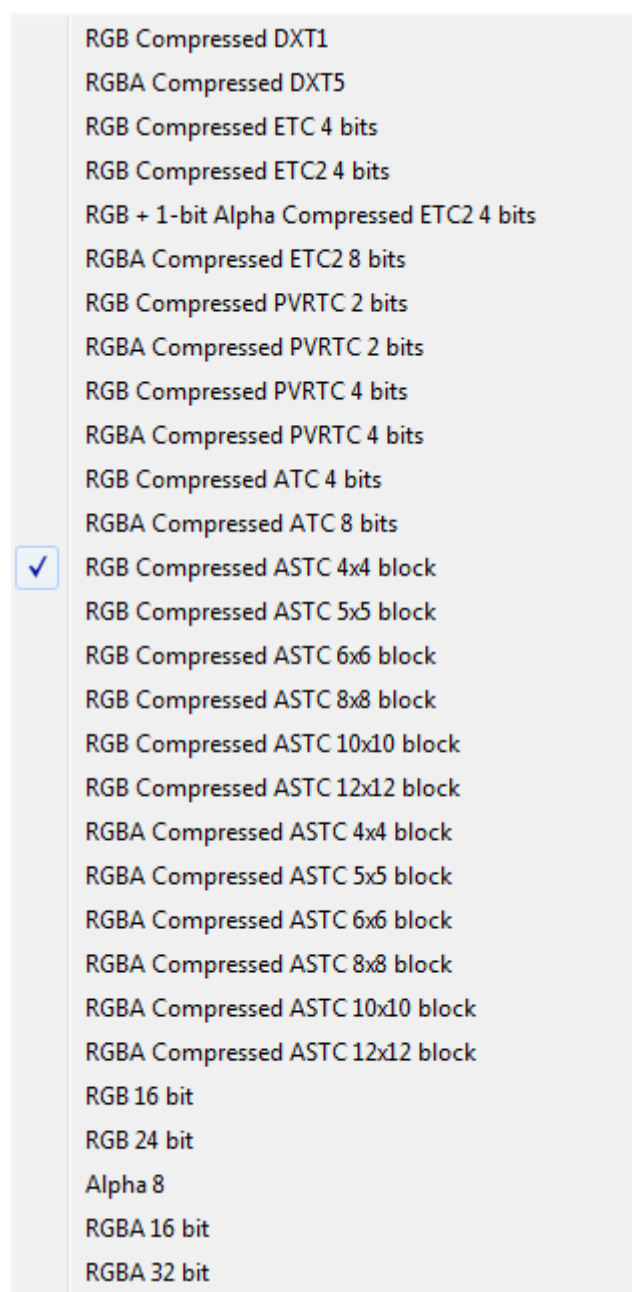 RGB Compressed DXT1
RGBA Compressed DXT5
RGB Compressed ETC 4 bits
RGB Compressed ETC2 4 bits
RGB + 1-bit Alpha Compressed ETC2 4 bits
RGBA Compressed ETC2 8 bits
RGB Compressed PVRTC 2 bits
RGBA Compressed PVRTC 2 bits
RGB Compressed PVRTC 4 bits
RGBA Compressed PVRTC 4 bits
RGB Compressed ATC 4 bits
RGBA Compressed ATC 8 bits
RGB Compressed ASTC 4x4 block
RGB Compressed ASTC 5x5 block
RGB Compressed ASTC 6x6 block
RGB Compressed ASTC 8x8 block
RGB Compressed ASTC 10x10 block
RGB Compressed ASTC 12x12 block
RGBA Compressed ASTC 4x4 block
RGBA Compressed ASTC 5x5 block
RGBA Compressed ASTC 6x6 block
RGBA Compressed ASTC 8x8 block
RGBA Compressed ASTC 10x10 block
RGBA Compressed ASTC 12x12 block
RGB 16 bit
RGB 24 bit
Alpha 8
RGBA 16 bit
RGBA 32 bit